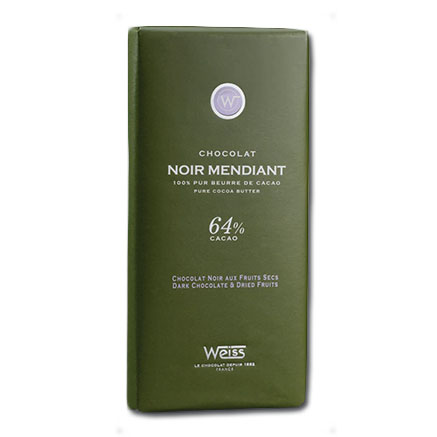 W
CHOCOLAT
NOIR MENDIANT
100% PUR BEURRE DE CACAO
PURE COCOA BUTTER
64%
CACAO
CHOCOLAT NOIR AUX FRUITS SECS
DARK CHOCOLATE & DRIED FRUITS
Weiss
LE CHOCOLAT DEPUIS 1882
FRANCE